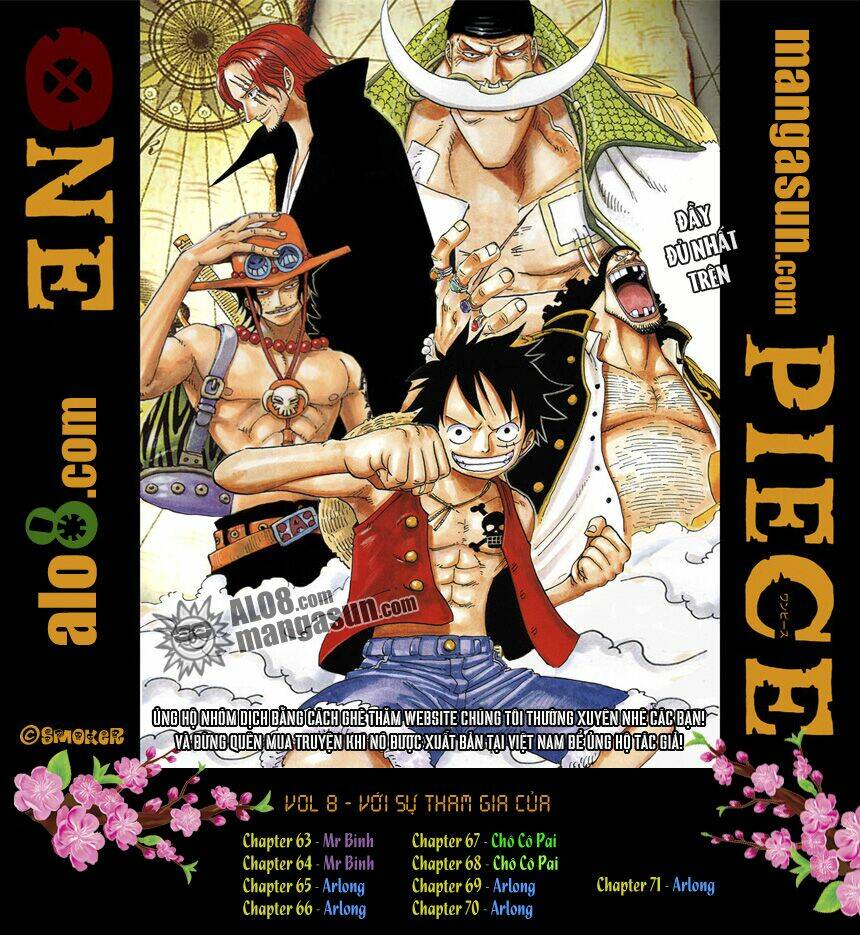 ONE
alo8.com
mangasun.com
PIECE
ワンピース
ĐẦY
ĐỦ NHẤT
TRÊN
ALO8.com
mangasun.com
ỦNG HỘ NHÓM DỊCH BẰNG CÁCH GHÉ THĂM WEBSITE CHÚNG TÔI THƯỜNG XUYÊN NHÉ CÁC BẠN!
VÀ ĐỪNG QUÊN MUA TRUYỆN KHI NÓ ĐƯỢC XUẤT BẢN TẠI VIỆT NAM ĐỂ ỦNG HỘ TÁC GIẢ!
©SMOKER
VOL 8 - VỚI SỰ THAM GIA CỦA
Chapter 63 - Mr Bình
Chapter 64 - Mr Bình
Chapter 65 - Arlong
Chapter 66 - Arlong
Chapter 67 - Chô Cô Pai
Chapter 68 - Chô Cô Pai
Chapter 69 - Arlong
Chapter 70 - Arlong
Chapter 71 - Arlong